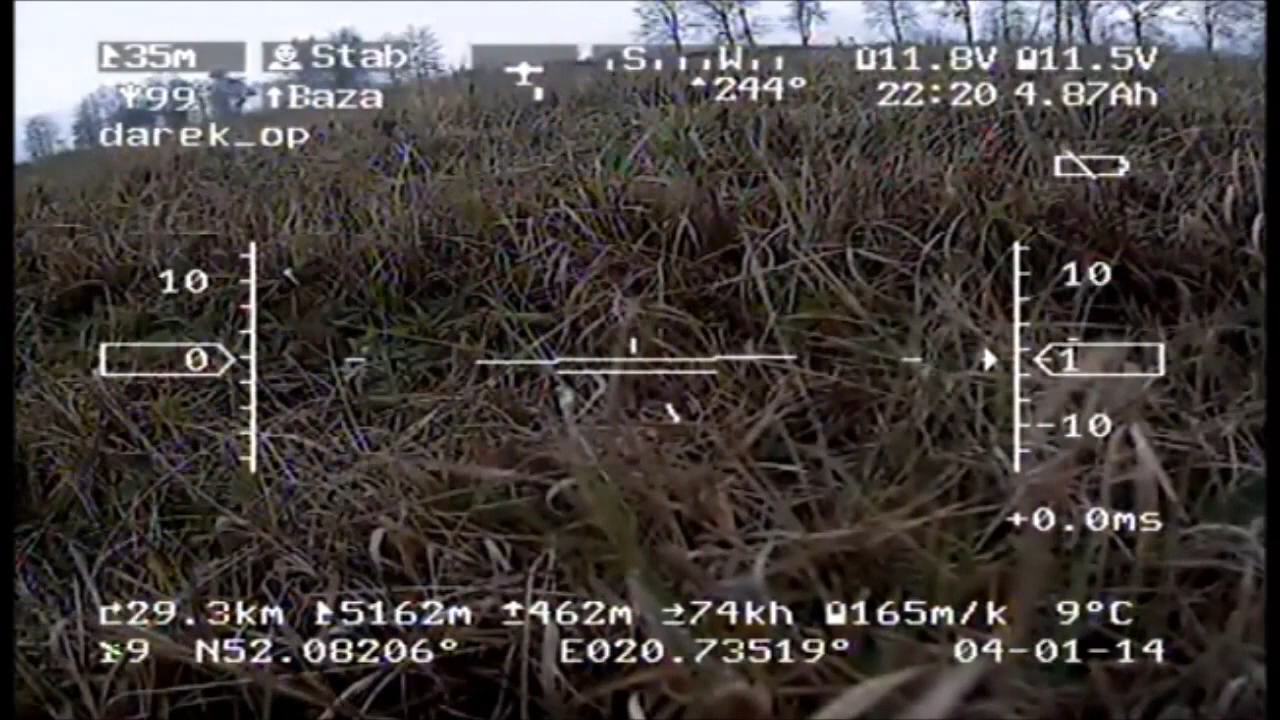 35m Stab S W 11.8V 11.5V
99 Baza 244° 22:20 4.87Ah
darek_op
10 10
0 1
-10
+0.0ms
29.3km 5162m 462m 74kh 165m/k 9°C
9 N52.08206° E020.73519° 04-01-14